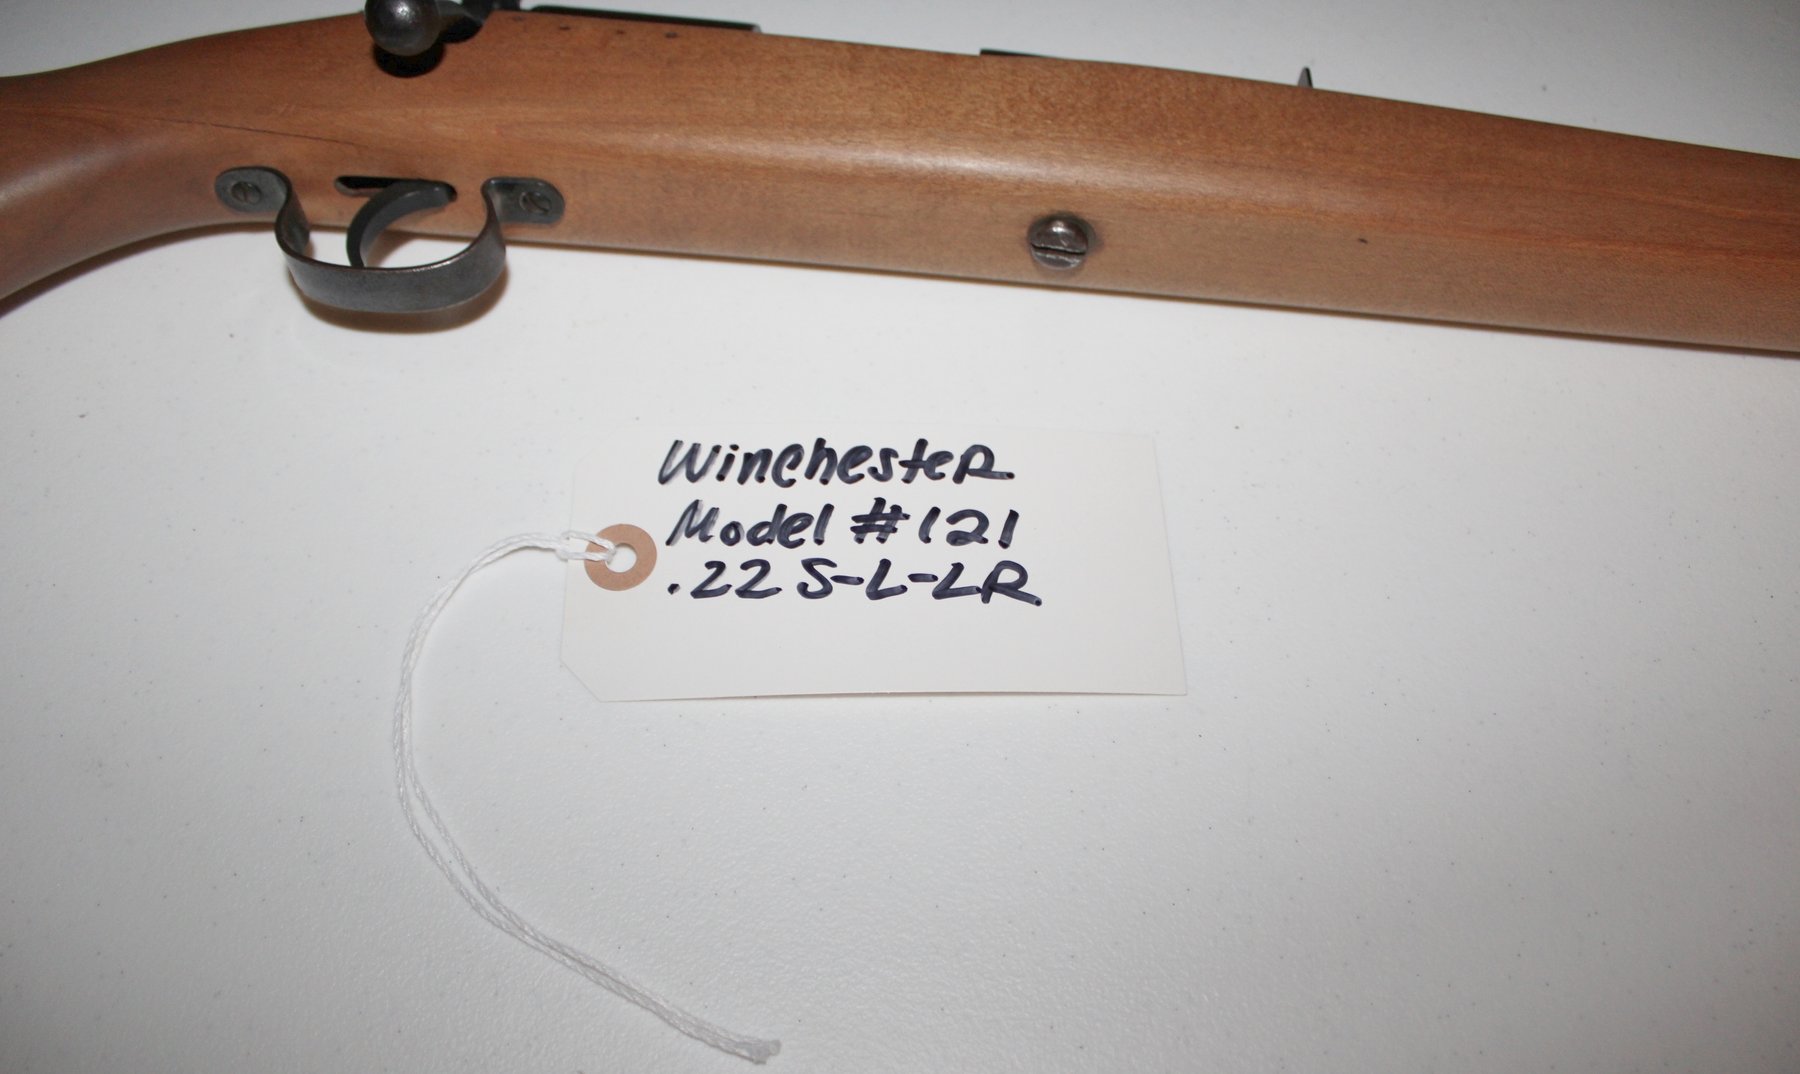 Winchester
Model #121
.22 S-L-LR